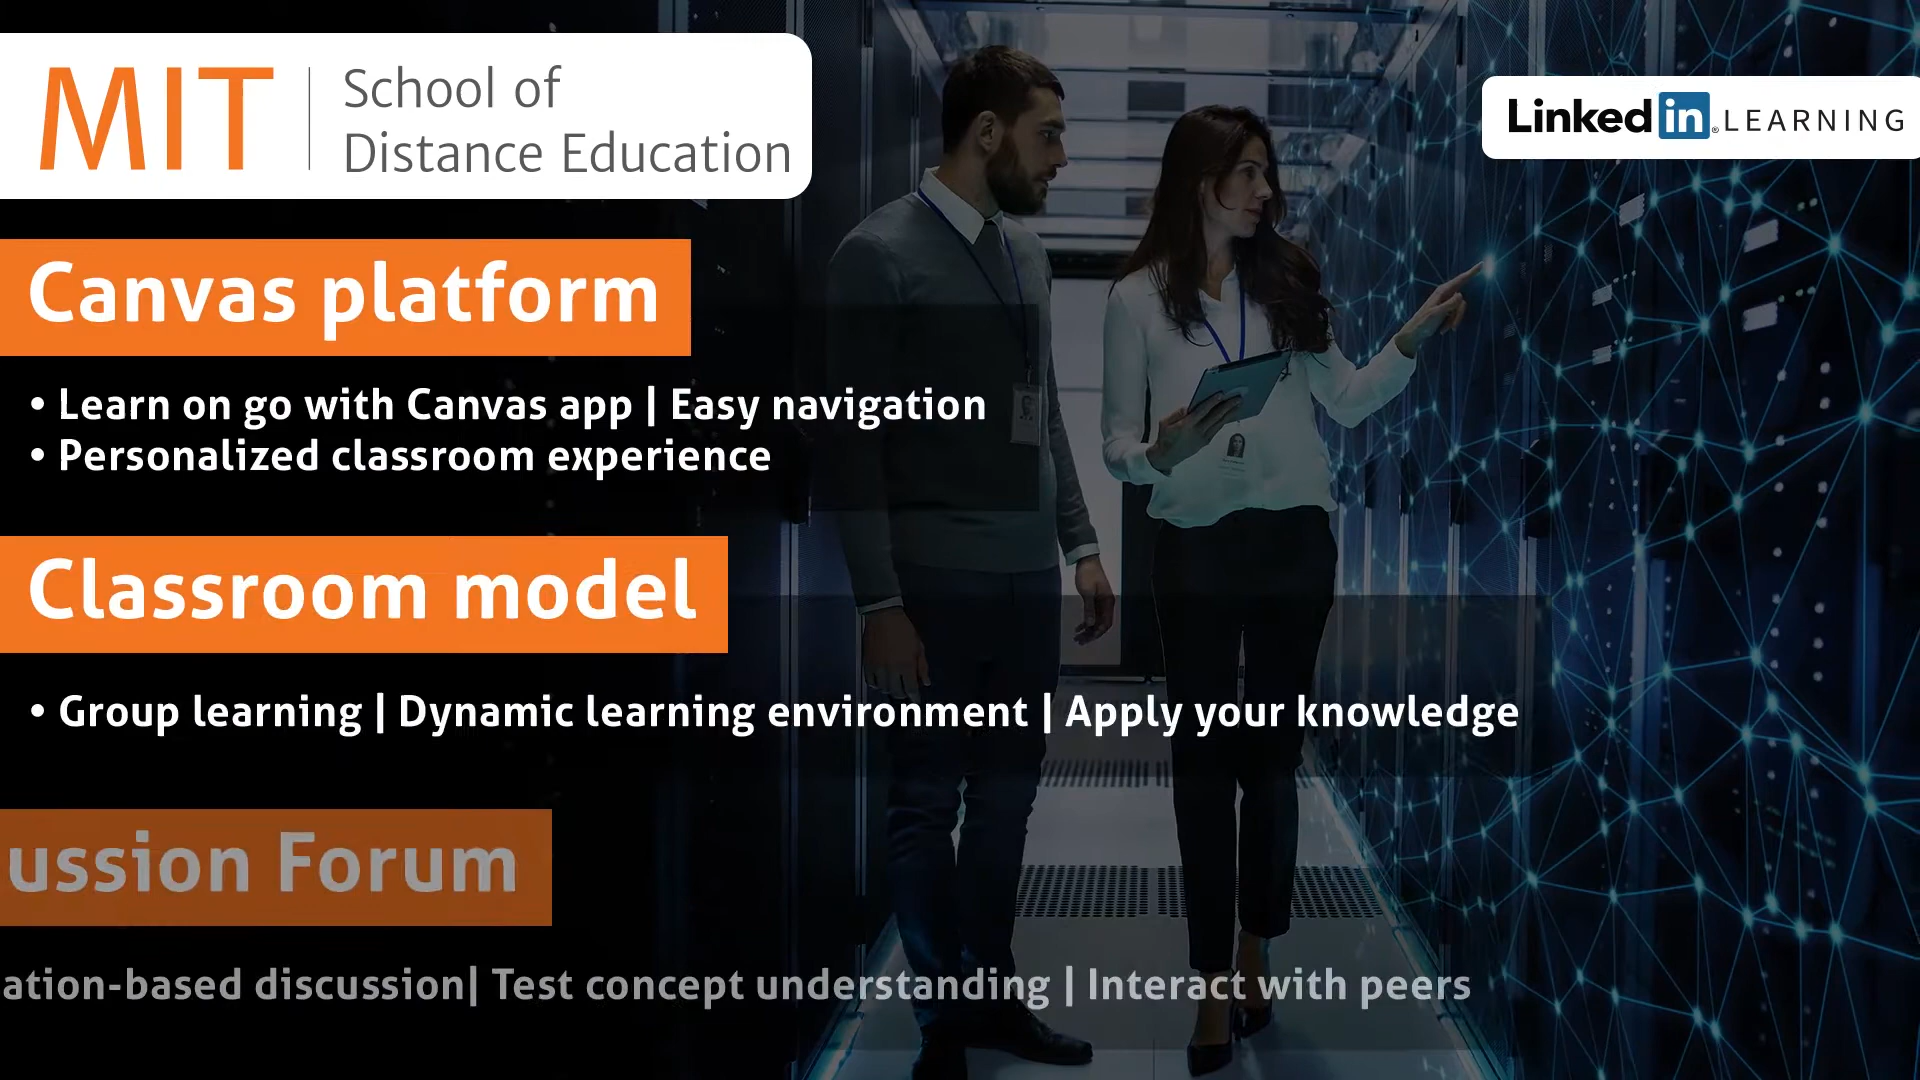 MIT
School of
Distance Education
Linked in LEARNING
Canvas platform
• Learn on go with Canvas app | Easy navigation
• Personalized classroom experience
Classroom model
• Group learning | Dynamic learning environment | Apply your knowledge
ussion Forum
ation-based discussion| Test concept understanding | Interact with peers